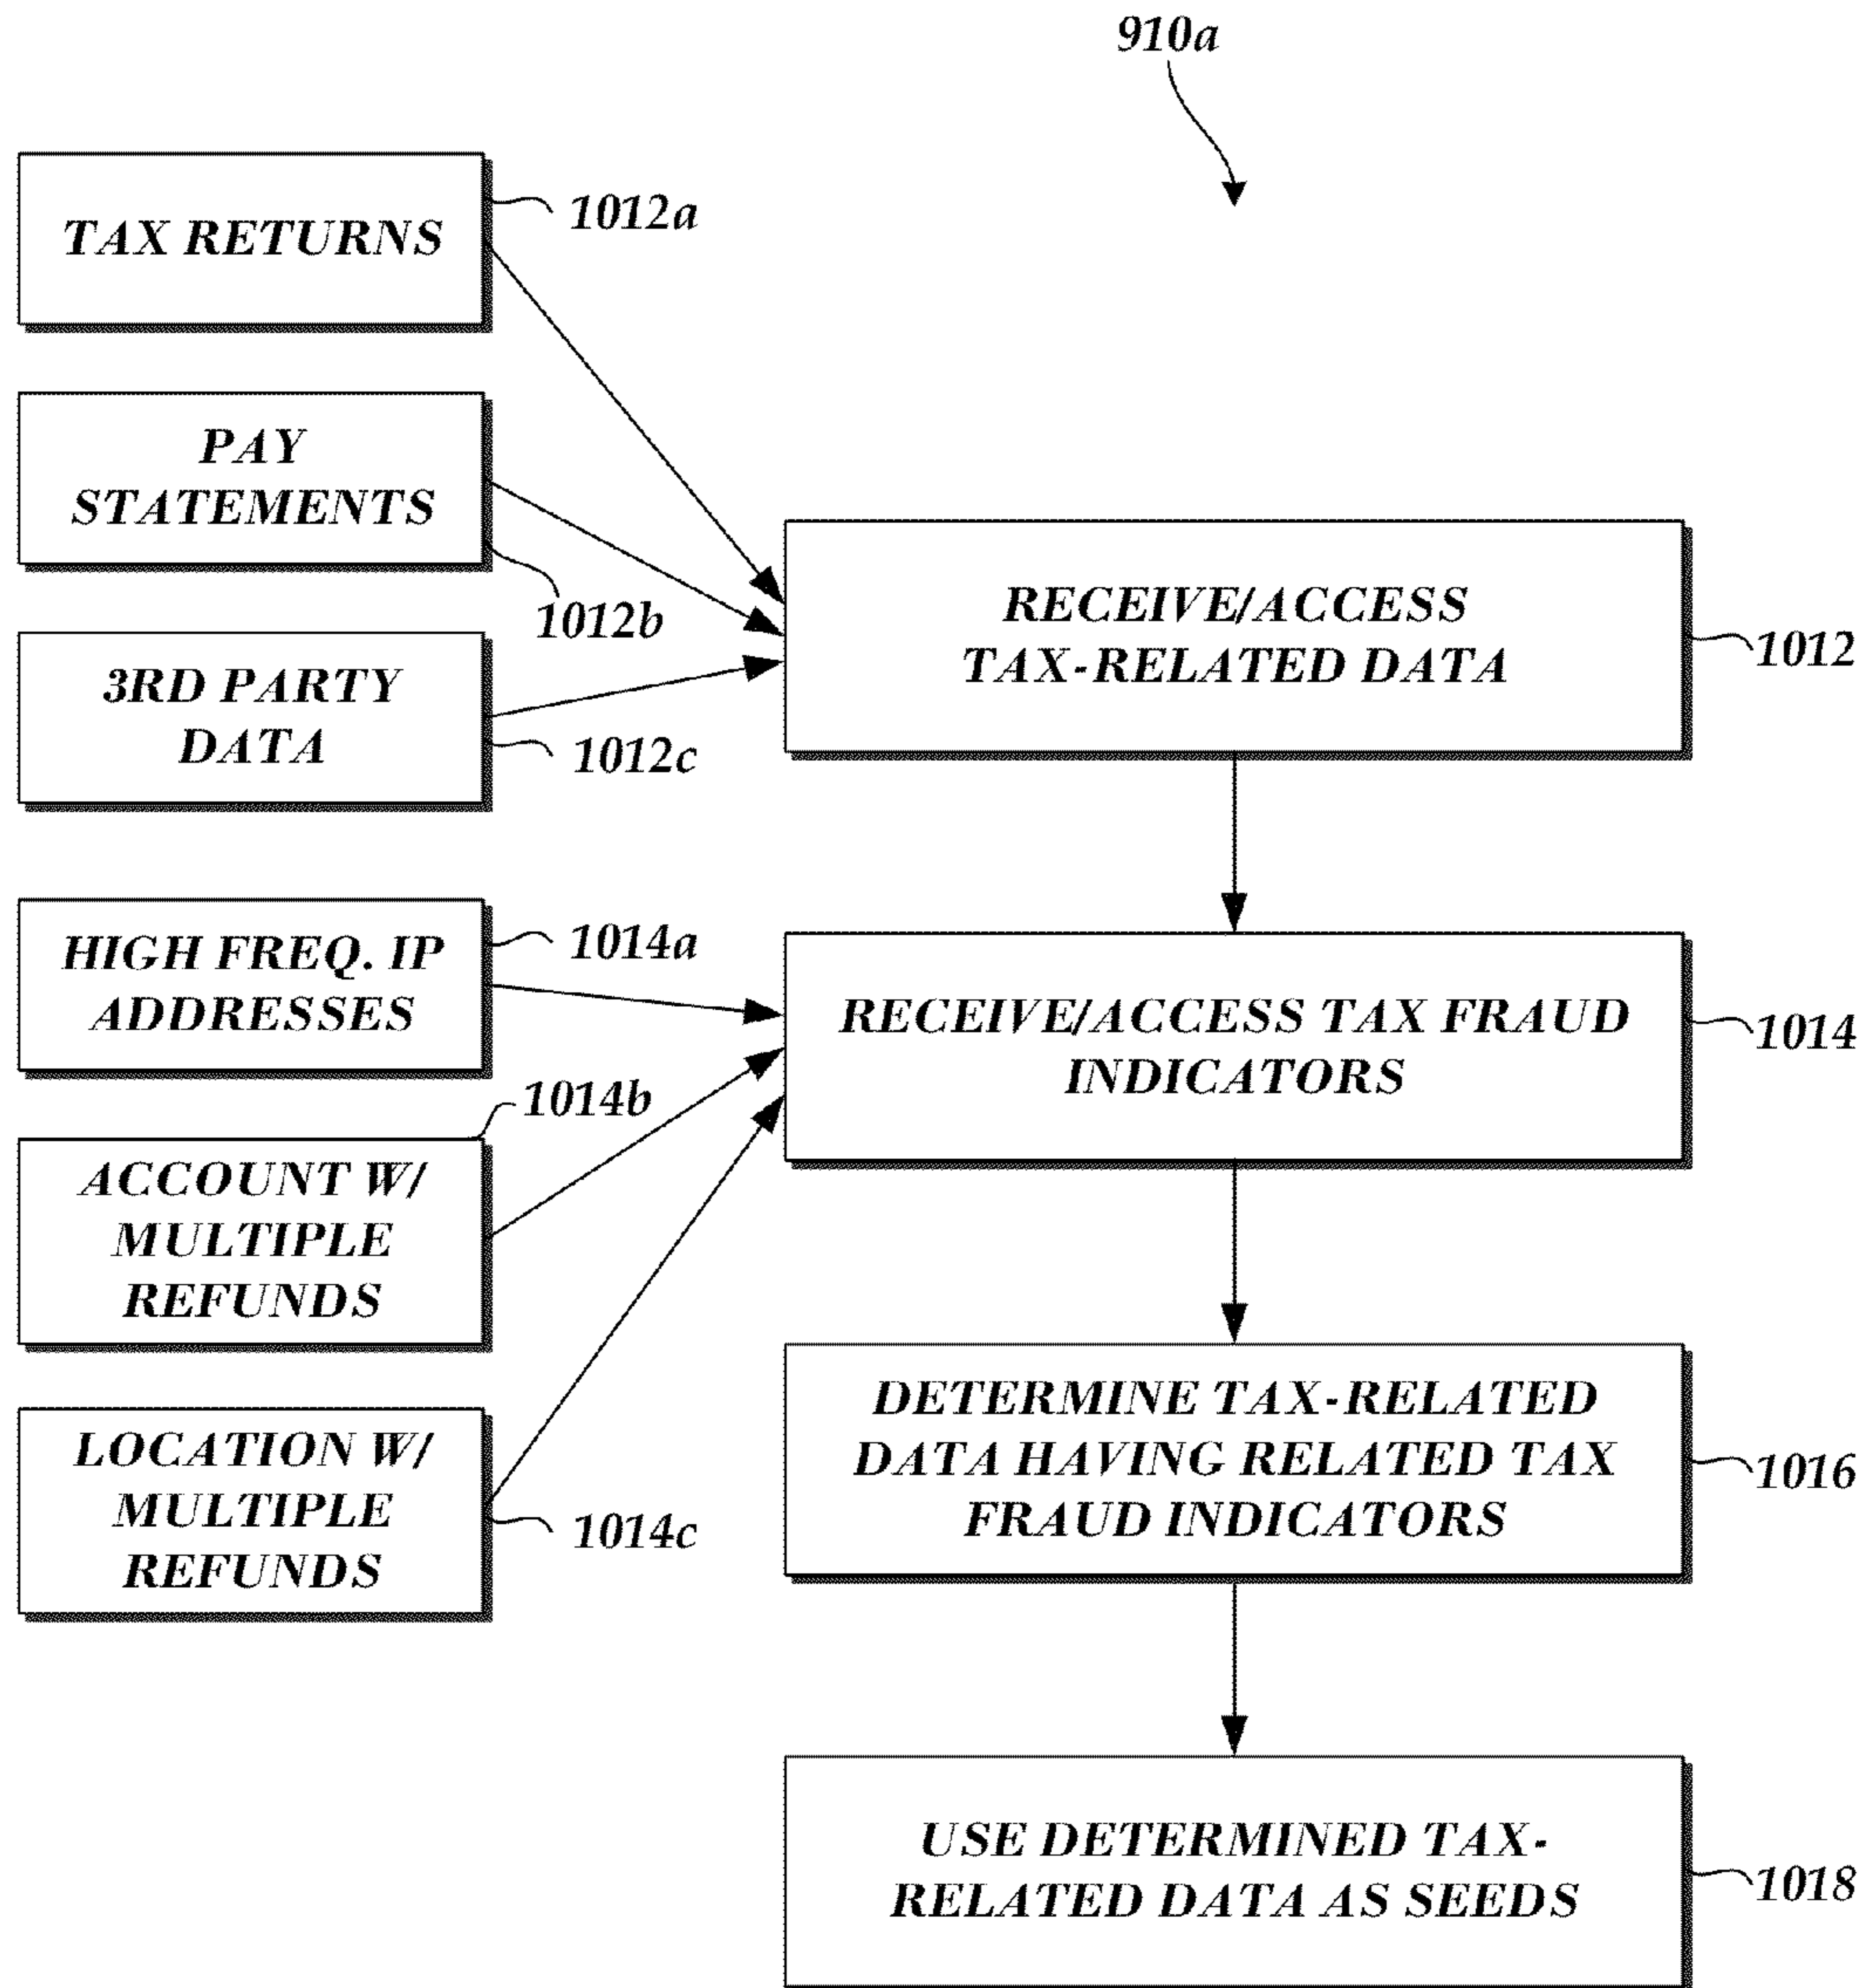 910a
TAX RETURNS
1012a
PAY
STATEMENTS
1012b
3RD PARTY
DATA
1012c
RECEIVE/ACCESS
TAX-RELATED DATA
1012
HIGH FREQ. IP
ADDRESSES
1014a
ACCOUNT W/
MULTIPLE
REFUNDS
1014b
LOCATION W/
MULTIPLE
REFUNDS
1014c
RECEIVE/ACCESS TAX FRAUD
INDICATORS
1014
DETERMINE TAX-RELATED
DATA HAVING RELATED TAX
FRAUD INDICATORS
1016
USE DETERMINED TAX-
RELATED DATA AS SEEDS
1018